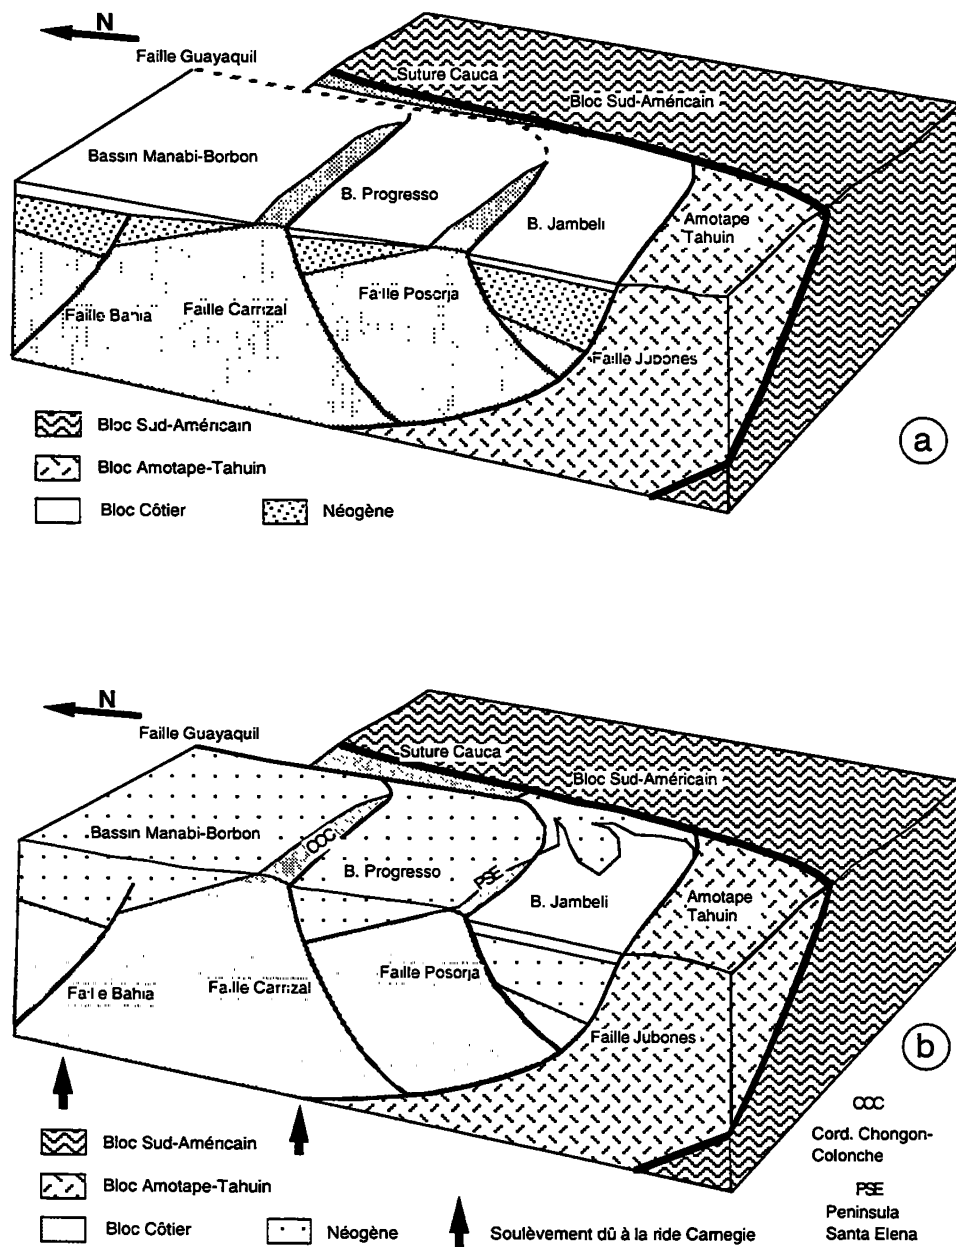 N
Faille Guayaquil
Suture Cauca
Bloc Sud-Américain
Bassin Manabi-Borbon
B. Progresso
B. Jambeli
Amotape
Tahuin
Faille Bahia
Faille Carrizal
Faille Posorja
Faille Jubones
Bloc Sud-Américain
Bloc Amotape-Tahuin
Bloc Côtier
Néogène
a
N
Faille Guayaquil
Suture Cauca
Bloc Sud-Américain
Bassin Manabi-Borbon
CCC
B. Progresso
PSE
B. Jambeli
Amotape
Tahuin
Faille Bahia
Faille Carrizal
Faille Posorja
Faille Jubones
b
CCC
Cord. Chongon-
Colonche
PSE
Peninsula
Santa Elena
Bloc Sud-Américain
Bloc Amotape-Tahuin
Bloc Côtier
Néogène
Soulèvement dû à la ride Carnegie